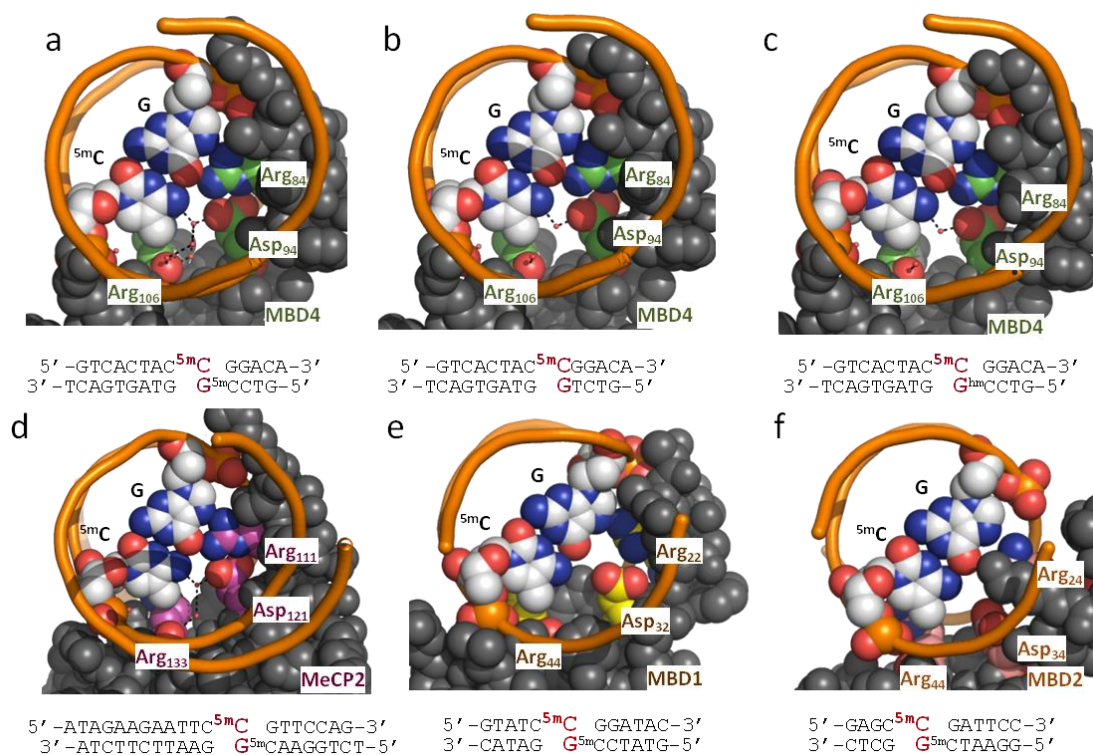 a
b
c
G
5mC
Arg84
Asp94
Arg106
MBD4
G
5mC
Arg84
Asp94
Arg106
MBD4
G
5mC
Arg84
Asp94
Arg106
MBD4
5′-GTCACTAC5mC GGACA-3′
3′-TCAGTGATG G5mCCTG-5′
5′-GTCACTAC5mCGGACA-3′
3′-TCAGTGATG GTCTG-5′
5′-GTCACTAC5mC GGACA-3′
3′-TCAGTGATG GhmCCTG-5′
d
e
f
G
5mC
Arg111
Asp121
Arg133
MeCP2
G
5mC
Arg22
Asp32
Arg44
MBD1
G
5mC
Arg24
Asp34
Arg44
MBD2
5′-ATAGAAGAATTC5mC GTTCCAG-3′
3′-ATCTTCTTAAG G5mCAAGGTCT-5′
5′-GTATC5mC GGATAC-3′
3′-CATAG G5mCCTATG-5′
5′-GAGC5mC GATTCC-3′
3′-CTCG G5mCTAAGG-5′